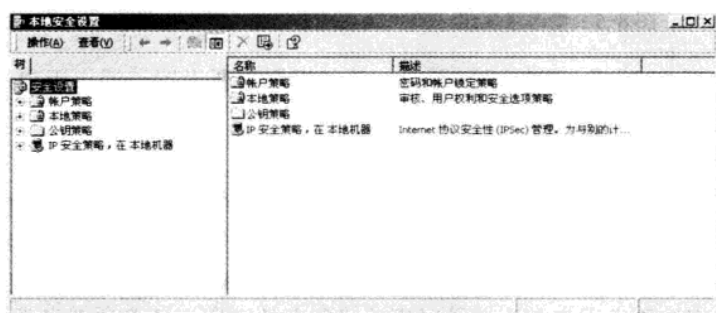 本地安全设置
操作(A) 查看(V)
树
名称 描述
安全设置
帐户策略
本地策略
公钥策略
IP 安全策略，在 本地机器
帐户策略 密码和帐户锁定策略
本地策略 审核、用户权利和安全选项策略
公钥策略
IP 安全策略，在 本地机器 Internet 协议安全性 (IPSec) 管理。为与别的计...